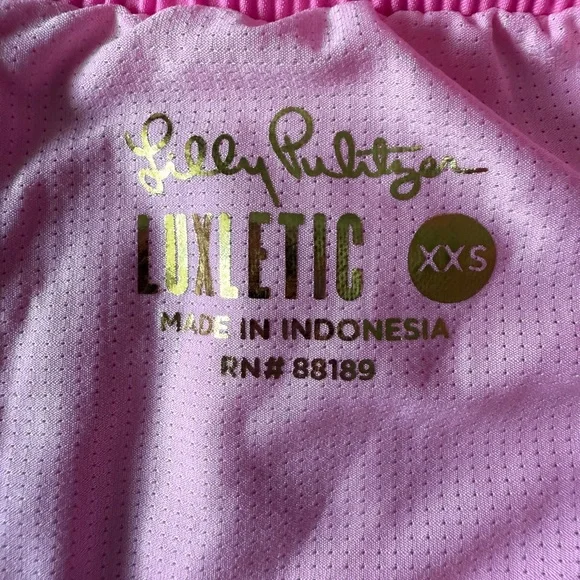 Lilly Pulitzer
LUXLETIC
XXS
MADE IN INDONESIA
RN# 88189